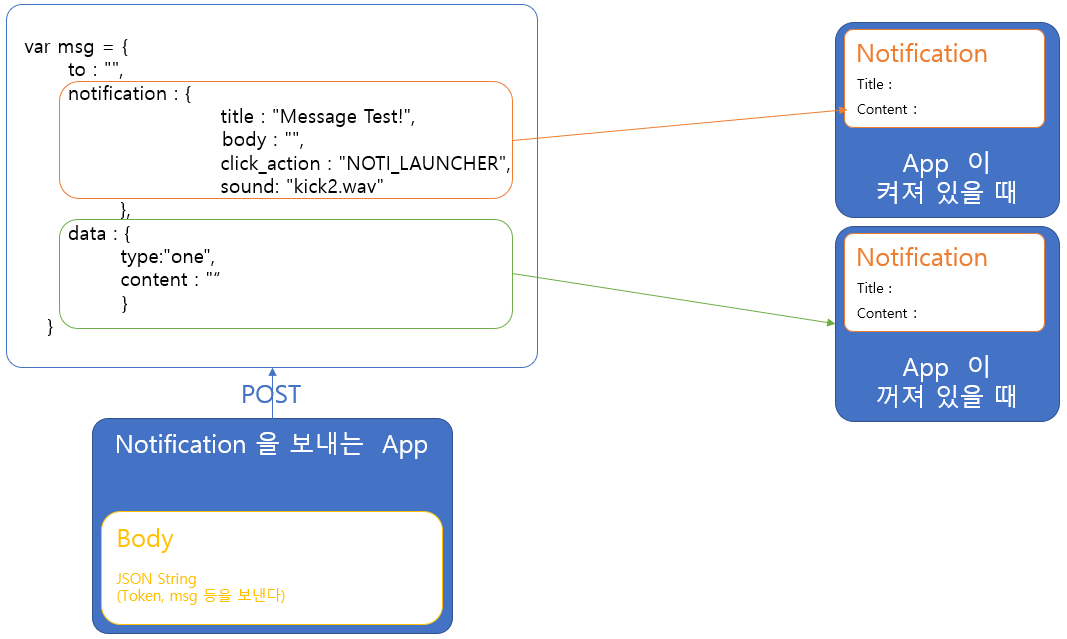 var msg = {
to : "",
notification : {
title : "Message Test!",
body : "",
click_action : "NOTI_LAUNCHER",
sound: "kick2.wav"
},
data : {
type:"one",
content : "“
}
}
POST
Notification 을 보내는 App
Body
JSON String
(Token, msg 등을 보낸다)
Notification
Title :
Content :
App 이
켜져 있을 때
Notification
Title :
Content :
App 이
꺼져 있을 때